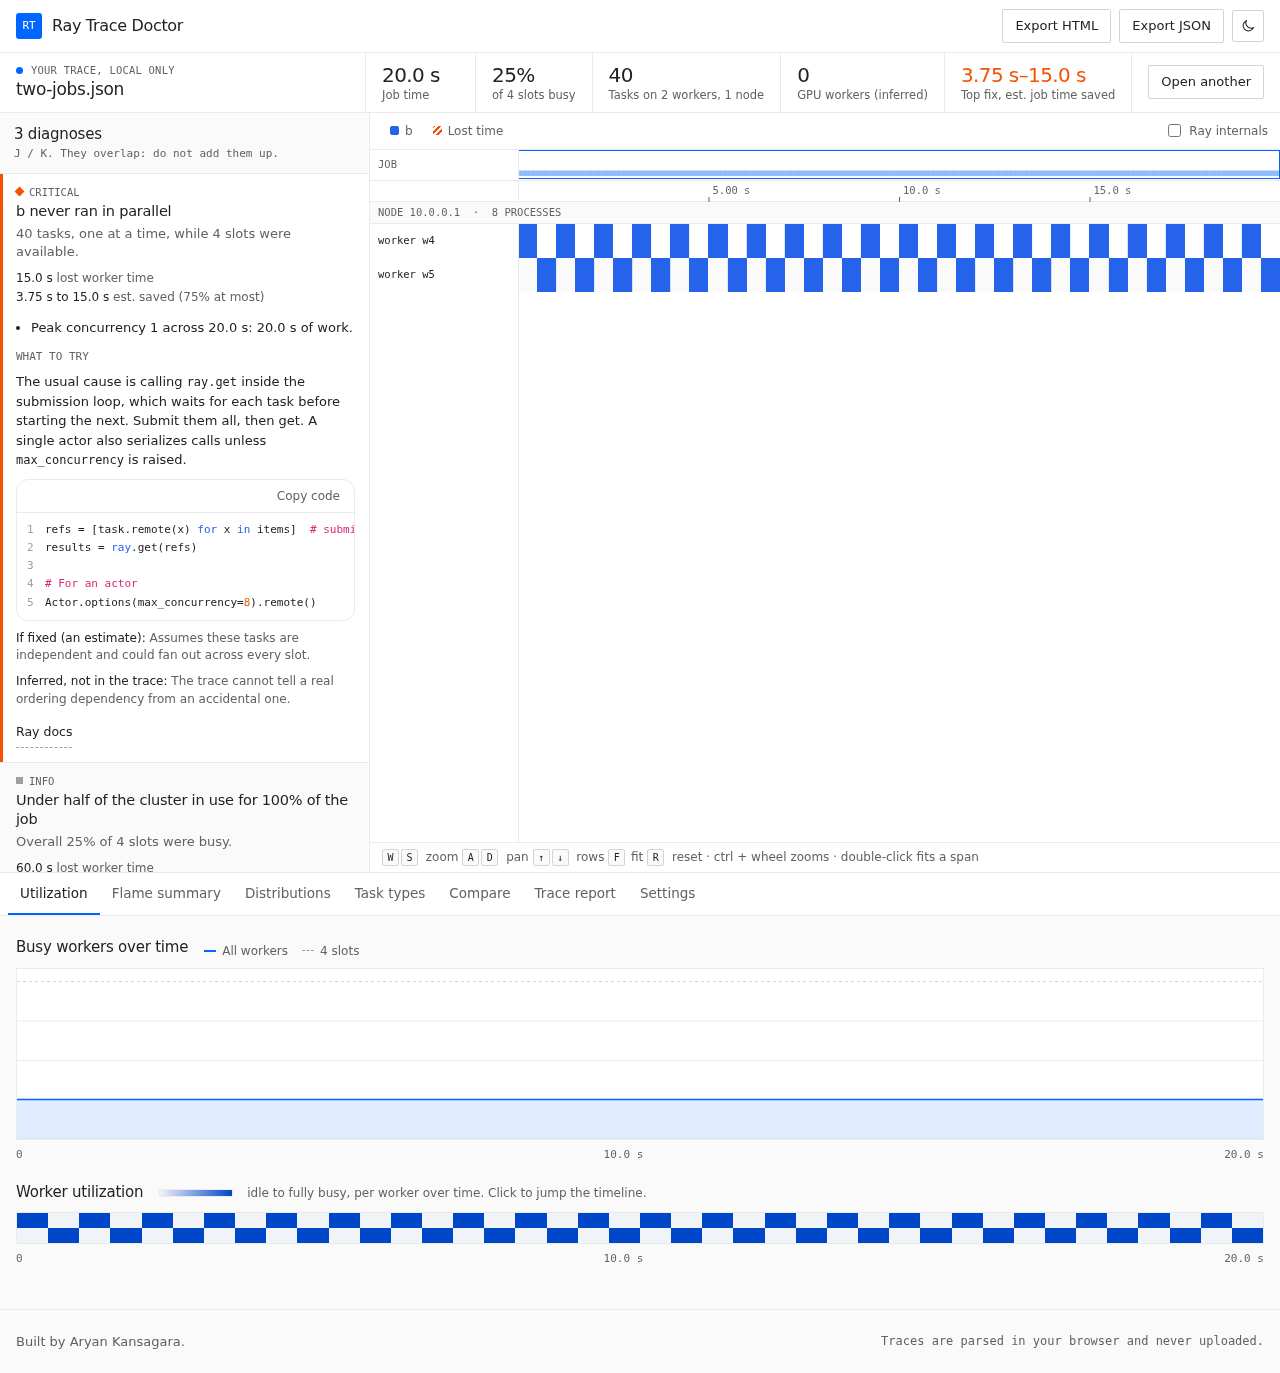 RT Ray Trace Doctor
Export HTML Export JSON
YOUR TRACE, LOCAL ONLY
two-jobs.json
20.0 s
Job time
25%
of 4 slots busy
40
Tasks on 2 workers, 1 node
0
GPU workers (inferred)
3.75 s–15.0 s
Top fix, est. job time saved
Open another
3 diagnoses
J / K. They overlap: do not add them up.
CRITICAL
b never ran in parallel
40 tasks, one at a time, while 4 slots were
available.
15.0 s lost worker time
3.75 s to 15.0 s est. saved (75% at most)
• Peak concurrency 1 across 20.0 s: 20.0 s of work.
WHAT TO TRY
The usual cause is calling ray.get inside the
submission loop, which waits for each task before
starting the next. Submit them all, then get. A
single actor also serializes calls unless
max_concurrency is raised.
Copy code
1 refs = [task.remote(x) for x in items]  # submi
2 results = ray.get(refs)
3
4 # For an actor
5 Actor.options(max_concurrency=8).remote()
If fixed (an estimate): Assumes these tasks are
independent and could fan out across every slot.
Inferred, not in the trace: The trace cannot tell a real
ordering dependency from an accidental one.
Ray docs
INFO
Under half of the cluster in use for 100% of the
job
Overall 25% of 4 slots were busy.
60.0 s lost worker time
b Lost time
Ray internals
JOB
5.00 s 10.0 s 15.0 s
NODE 10.0.0.1 · 8 PROCESSES
worker w4
worker w5
W S zoom A D pan ↑ ↓ rows F fit R reset · ctrl + wheel zooms · double-click fits a span
Utilization Flame summary Distributions Task types Compare Trace report Settings
Busy workers over time All workers 4 slots
0 10.0 s 20.0 s
Worker utilization idle to fully busy, per worker over time. Click to jump the timeline.
0 10.0 s 20.0 s
Built by Aryan Kansagara.
Traces are parsed in your browser and never uploaded.